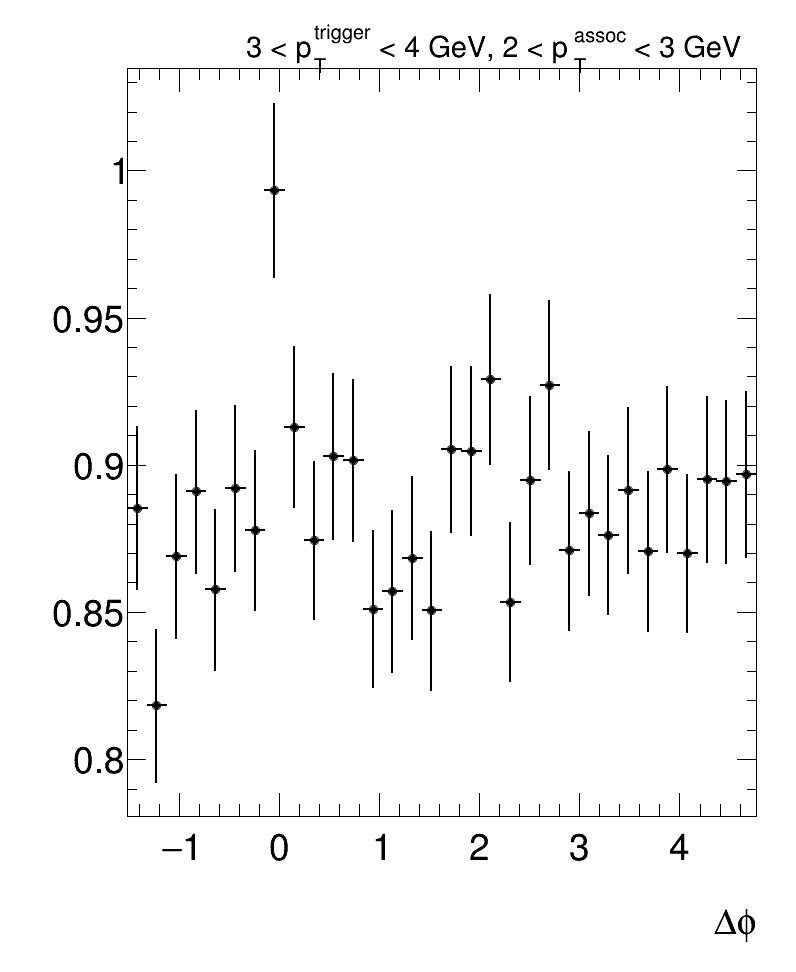 3 < p_T^trigger < 4 GeV, 2 < p_T^assoc < 3 GeV
1
0.95
0.9
0.85
0.8
−1 0 1 2 3 4
Δϕ